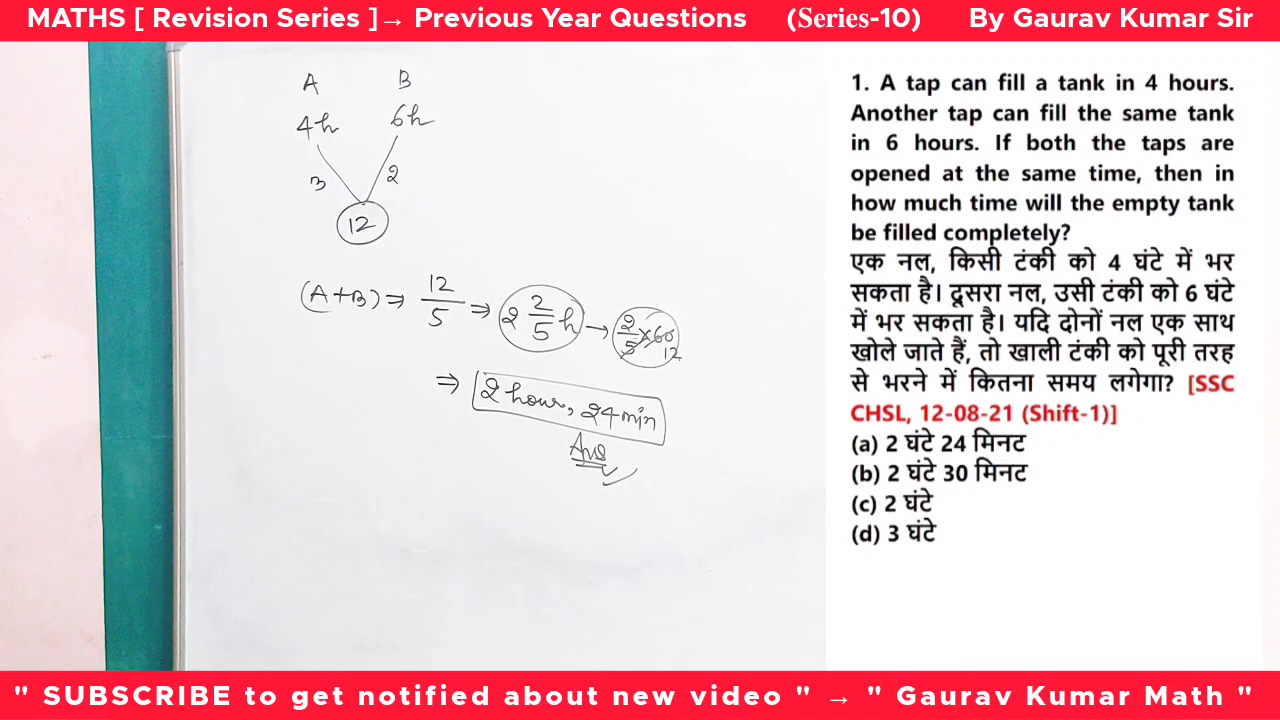 MATHS [ Revision Series ]→ Previous Year Questions (Series-10) By Gaurav Kumar Sir
A B
4h 6h
3 2
12
(A+B) ⇒ 12/5 ⇒ 2 2/5 h → 2/5 × 60 12
⇒ 2 hour, 24 min
Ans
1. A tap can fill a tank in 4 hours.
Another tap can fill the same tank
in 6 hours. If both the taps are
opened at the same time, then in
how much time will the empty tank
be filled completely?
एक नल, किसी टंकी को 4 घंटे में भर
सकता है। दूसरा नल, उसी टंकी को 6 घंटे
में भर सकता है। यदि दोनों नल एक साथ
खोले जाते हैं, तो खाली टंकी को पूरी तरह
से भरने में कितना समय लगेगा? [SSC
CHSL, 12-08-21 (Shift-1)]
(a) 2 घंटे 24 मिनट
(b) 2 घंटे 30 मिनट
(c) 2 घंटे
(d) 3 घंटे
" SUBSCRIBE to get notified about new video " → " Gaurav Kumar Math "